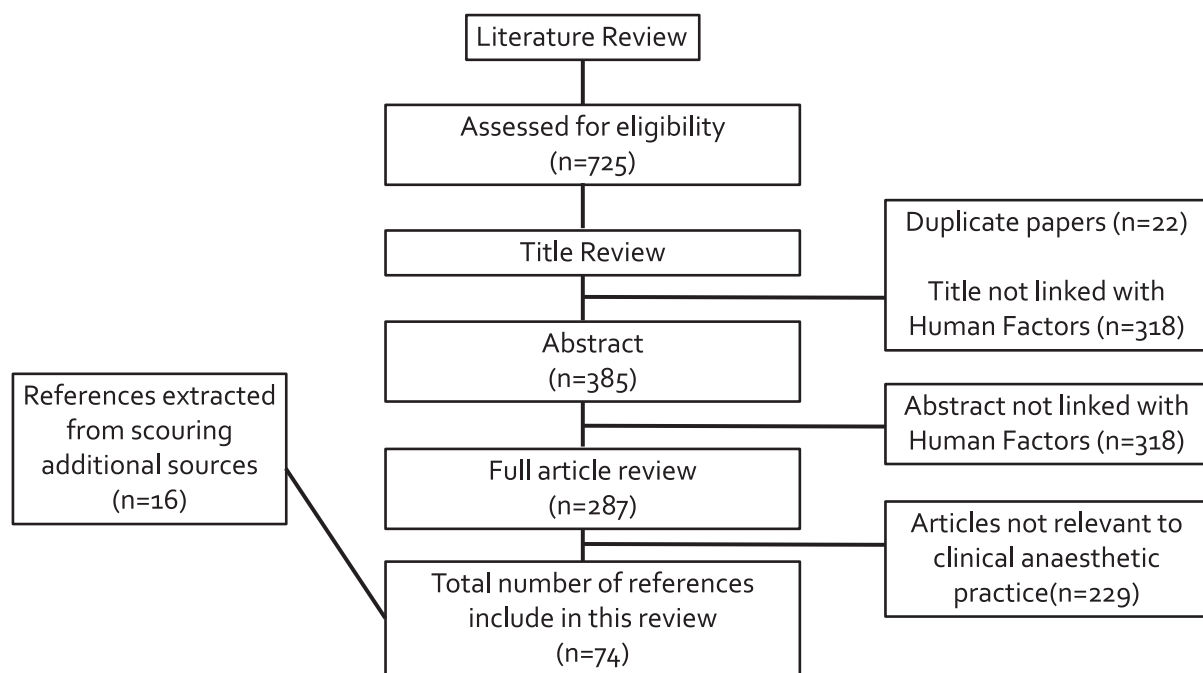 Literature Review
Assessed for eligibility
(n=725)
Title Review
Duplicate papers (n=22)
Title not linked with
Human Factors (n=318)
Abstract
(n=385)
References extracted
from scouring
additional sources
(n=16)
Abstract not linked with
Human Factors (n=318)
Full article review
(n=287)
Articles not relevant to
clinical anaesthetic
practice(n=229)
Total number of references
include in this review
(n=74)